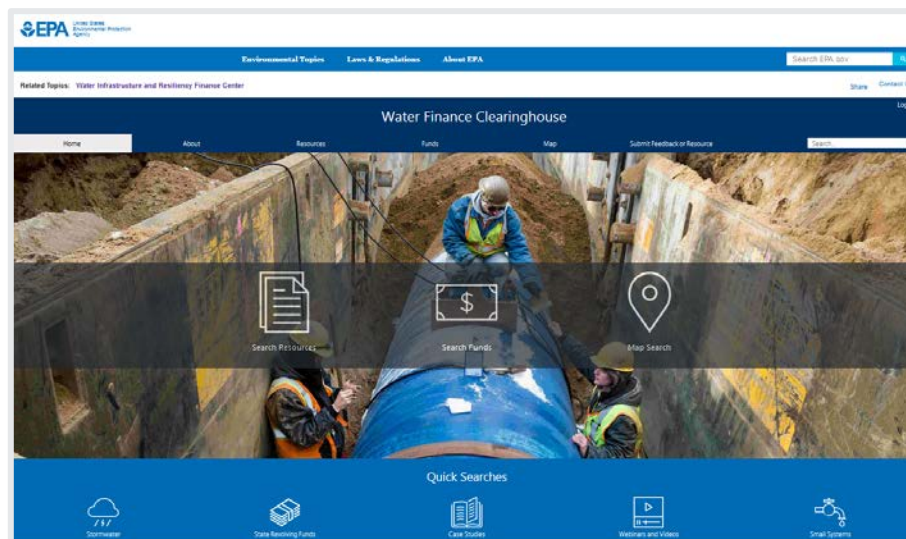 EPA United States
Environmental Protection
Agency
Environmental Topics Laws & Regulations About EPA Search EPA.gov
Related Topics: Water Infrastructure and Resiliency Finance Center Share Contact
Log
Water Finance Clearinghouse
Home About Resources Funds Map Submit Feedback or Resource Search
$
Search Resources Search Funds Map Search
Quick Searches
Stormwater State Revolving Funds Case Studies Webinars and Videos Small Systems